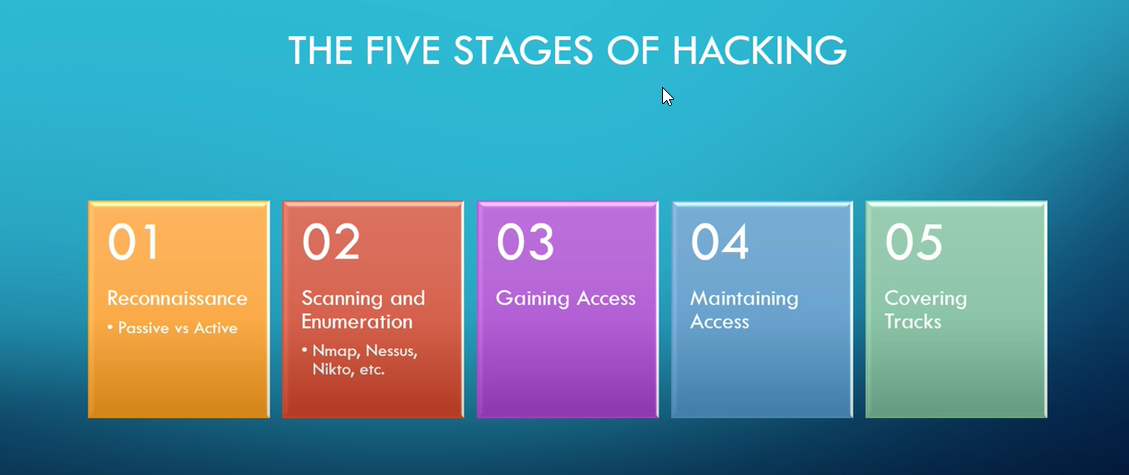 THE FIVE STAGES OF HACKING
01
Reconnaissance
• Passive vs Active
02
Scanning and
Enumeration
• Nmap, Nessus,
Nikto, etc.
03
Gaining Access
04
Maintaining
Access
05
Covering
Tracks